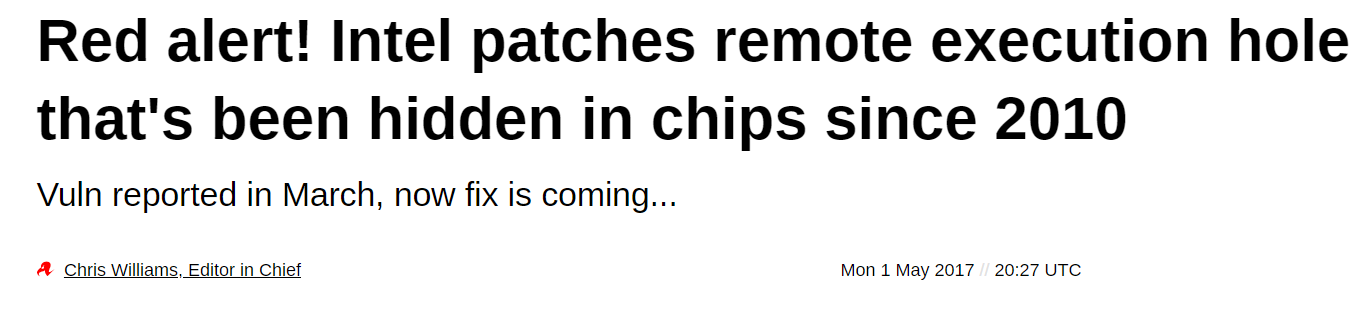 Red alert! Intel patches remote execution hole
that's been hidden in chips since 2010
Vuln reported in March, now fix is coming...
Chris Williams, Editor in Chief
Mon 1 May 2017 // 20:27 UTC